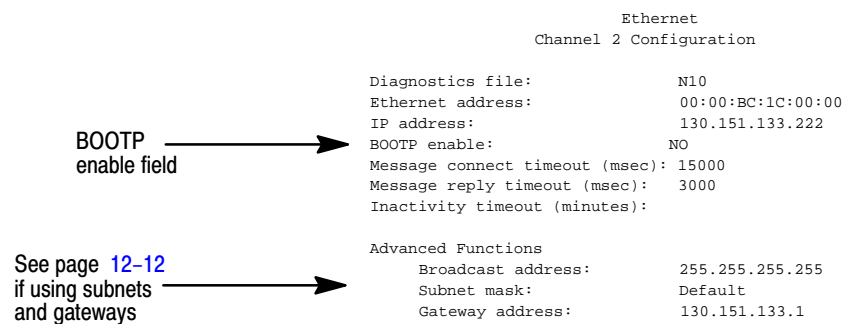 Ethernet
Channel 2 Configuration
Diagnostics file: N10
Ethernet address: 00:00:BC:1C:00:00
IP address: 130.151.133.222
BOOTP enable: NO
Message connect timeout (msec): 15000
Message reply timeout (msec): 3000
Inactivity timeout (minutes):
Advanced Functions
Broadcast address: 255.255.255.255
Subnet mask: Default
Gateway address: 130.151.133.1
BOOTP
enable field
See page 12–12
if using subnets
and gateways